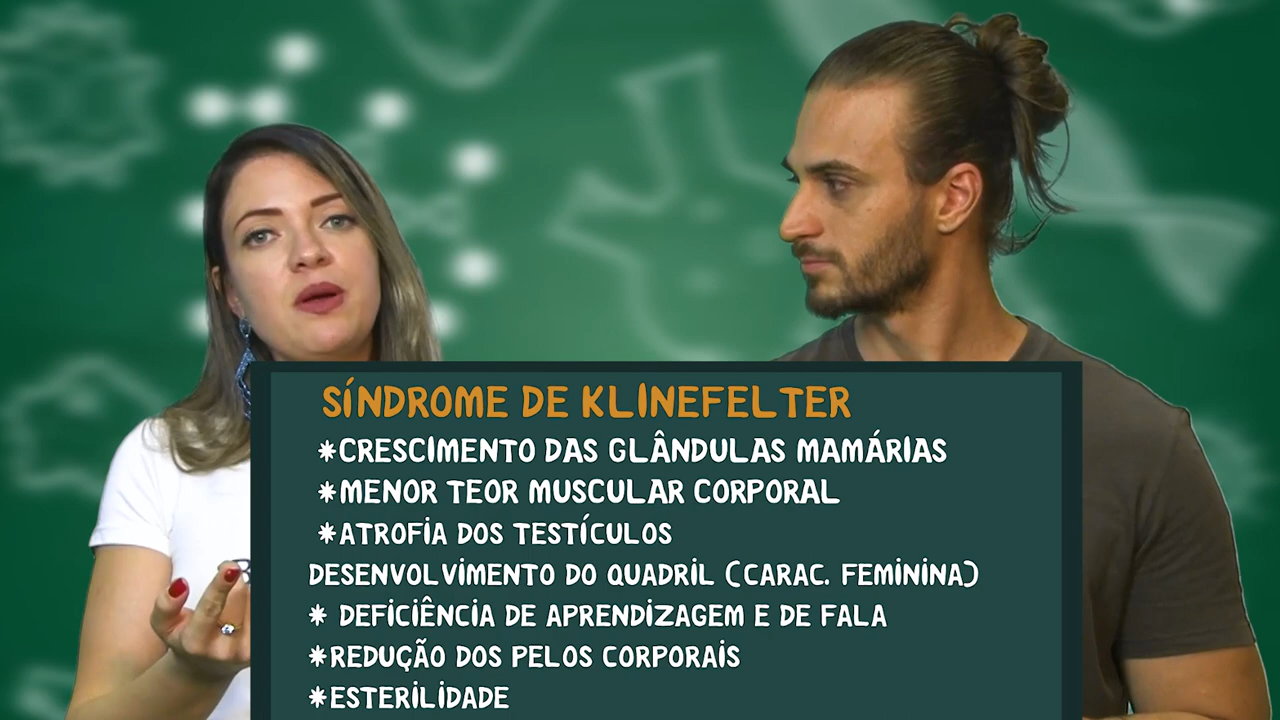 SÍNDROME DE KLINEFELTER
*CRESCIMENTO DAS GLÂNDULAS MAMÁRIAS
*MENOR TEOR MUSCULAR CORPORAL
*ATROFIA DOS TESTÍCULOS
DESENVOLVIMENTO DO QUADRIL (CARAC. FEMININA)
* DEFICIÊNCIA DE APRENDIZAGEM E DE FALA
*REDUÇÃO DOS PELOS CORPORAIS
*ESTERILIDADE